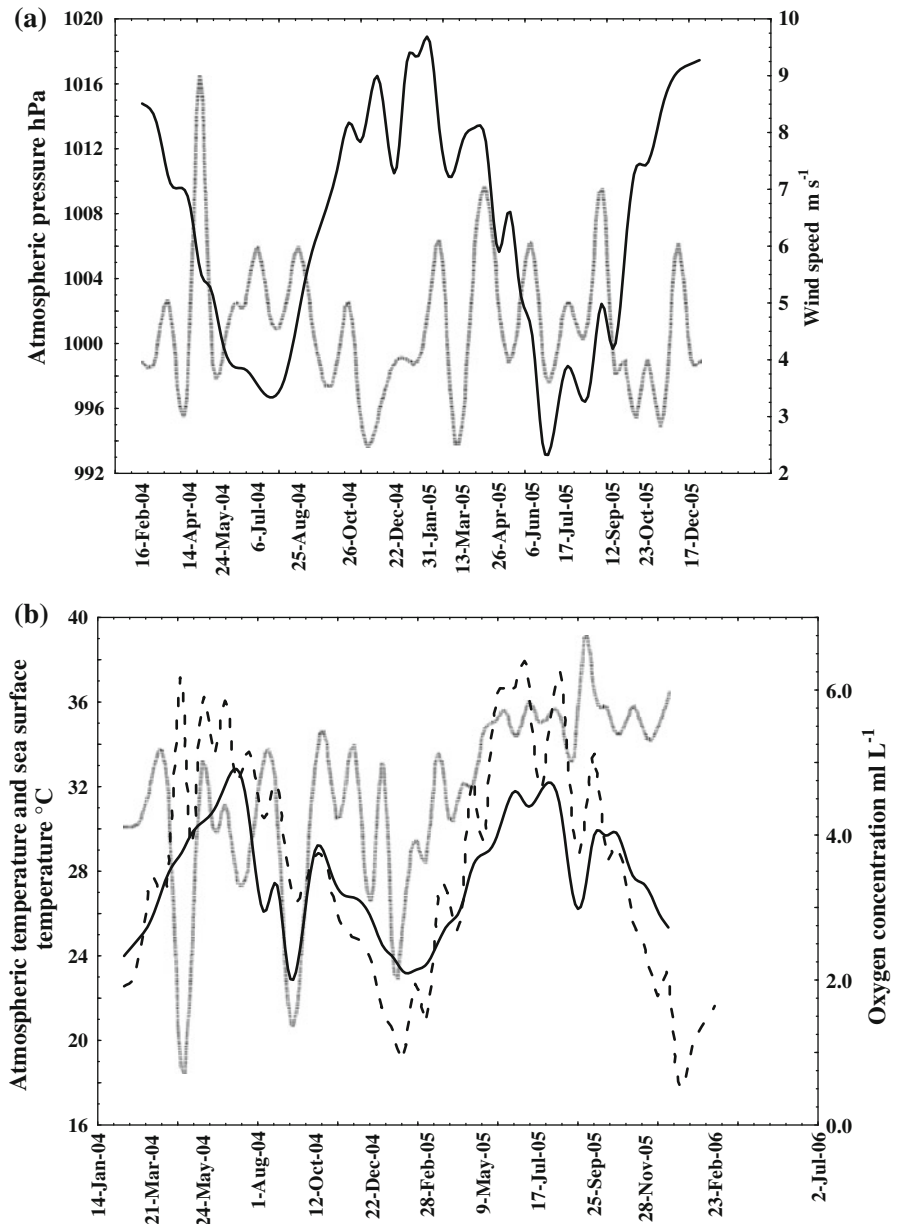 (a)
Atmospheric pressure hPa
1020
1016
1012
1008
1004
1000
996
992
10
9
8
7
6
5
4
3
2
Wind speed m s-1
16-Feb-04
14-Apr-04
24-May-04
6-Jul-04
25-Aug-04
26-Oct-04
22-Dec-04
31-Jan-05
13-Mar-05
26-Apr-05
6-Jun-05
17-Jul-05
12-Sep-05
23-Oct-05
17-Dec-05
(b)
Atmospheric temperature and sea surface
temperature °C
40
36
32
28
24
20
16
6.0
4.0
2.0
0.0
Oxygen concentration ml L-1
14-Jan-04
21-Mar-04
24-May-04
1-Aug-04
12-Oct-04
22-Dec-04
28-Feb-05
9-May-05
17-Jul-05
25-Sep-05
28-Nov-05
23-Feb-06
2-Jul-06